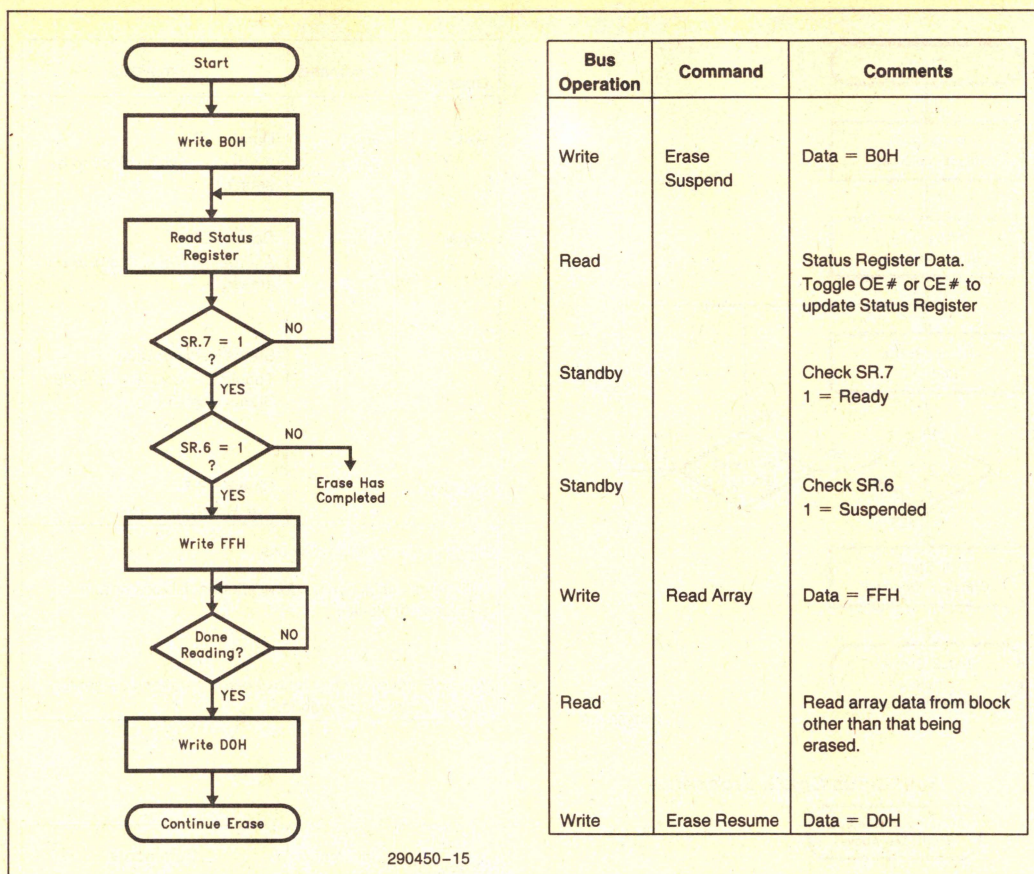 Start
Write B0H
Read Status
Register
SR.7 = 1
?
NO
YES
SR.6 = 1
?
NO
Erase Has
Completed
YES
Write FFH
Done
Reading?
NO
YES
Write D0H
Continue Erase
290450–15
Bus
Operation
Command
Comments
Write
Erase
Suspend
Data = B0H
Read
Status Register Data.
Toggle OE# or CE# to
update Status Register
Standby
Check SR.7
1 = Ready
Standby
Check SR.6
1 = Suspended
Write
Read Array
Data = FFH
Read
Read array data from block
other than that being
erased.
Write
Erase Resume
Data = D0H